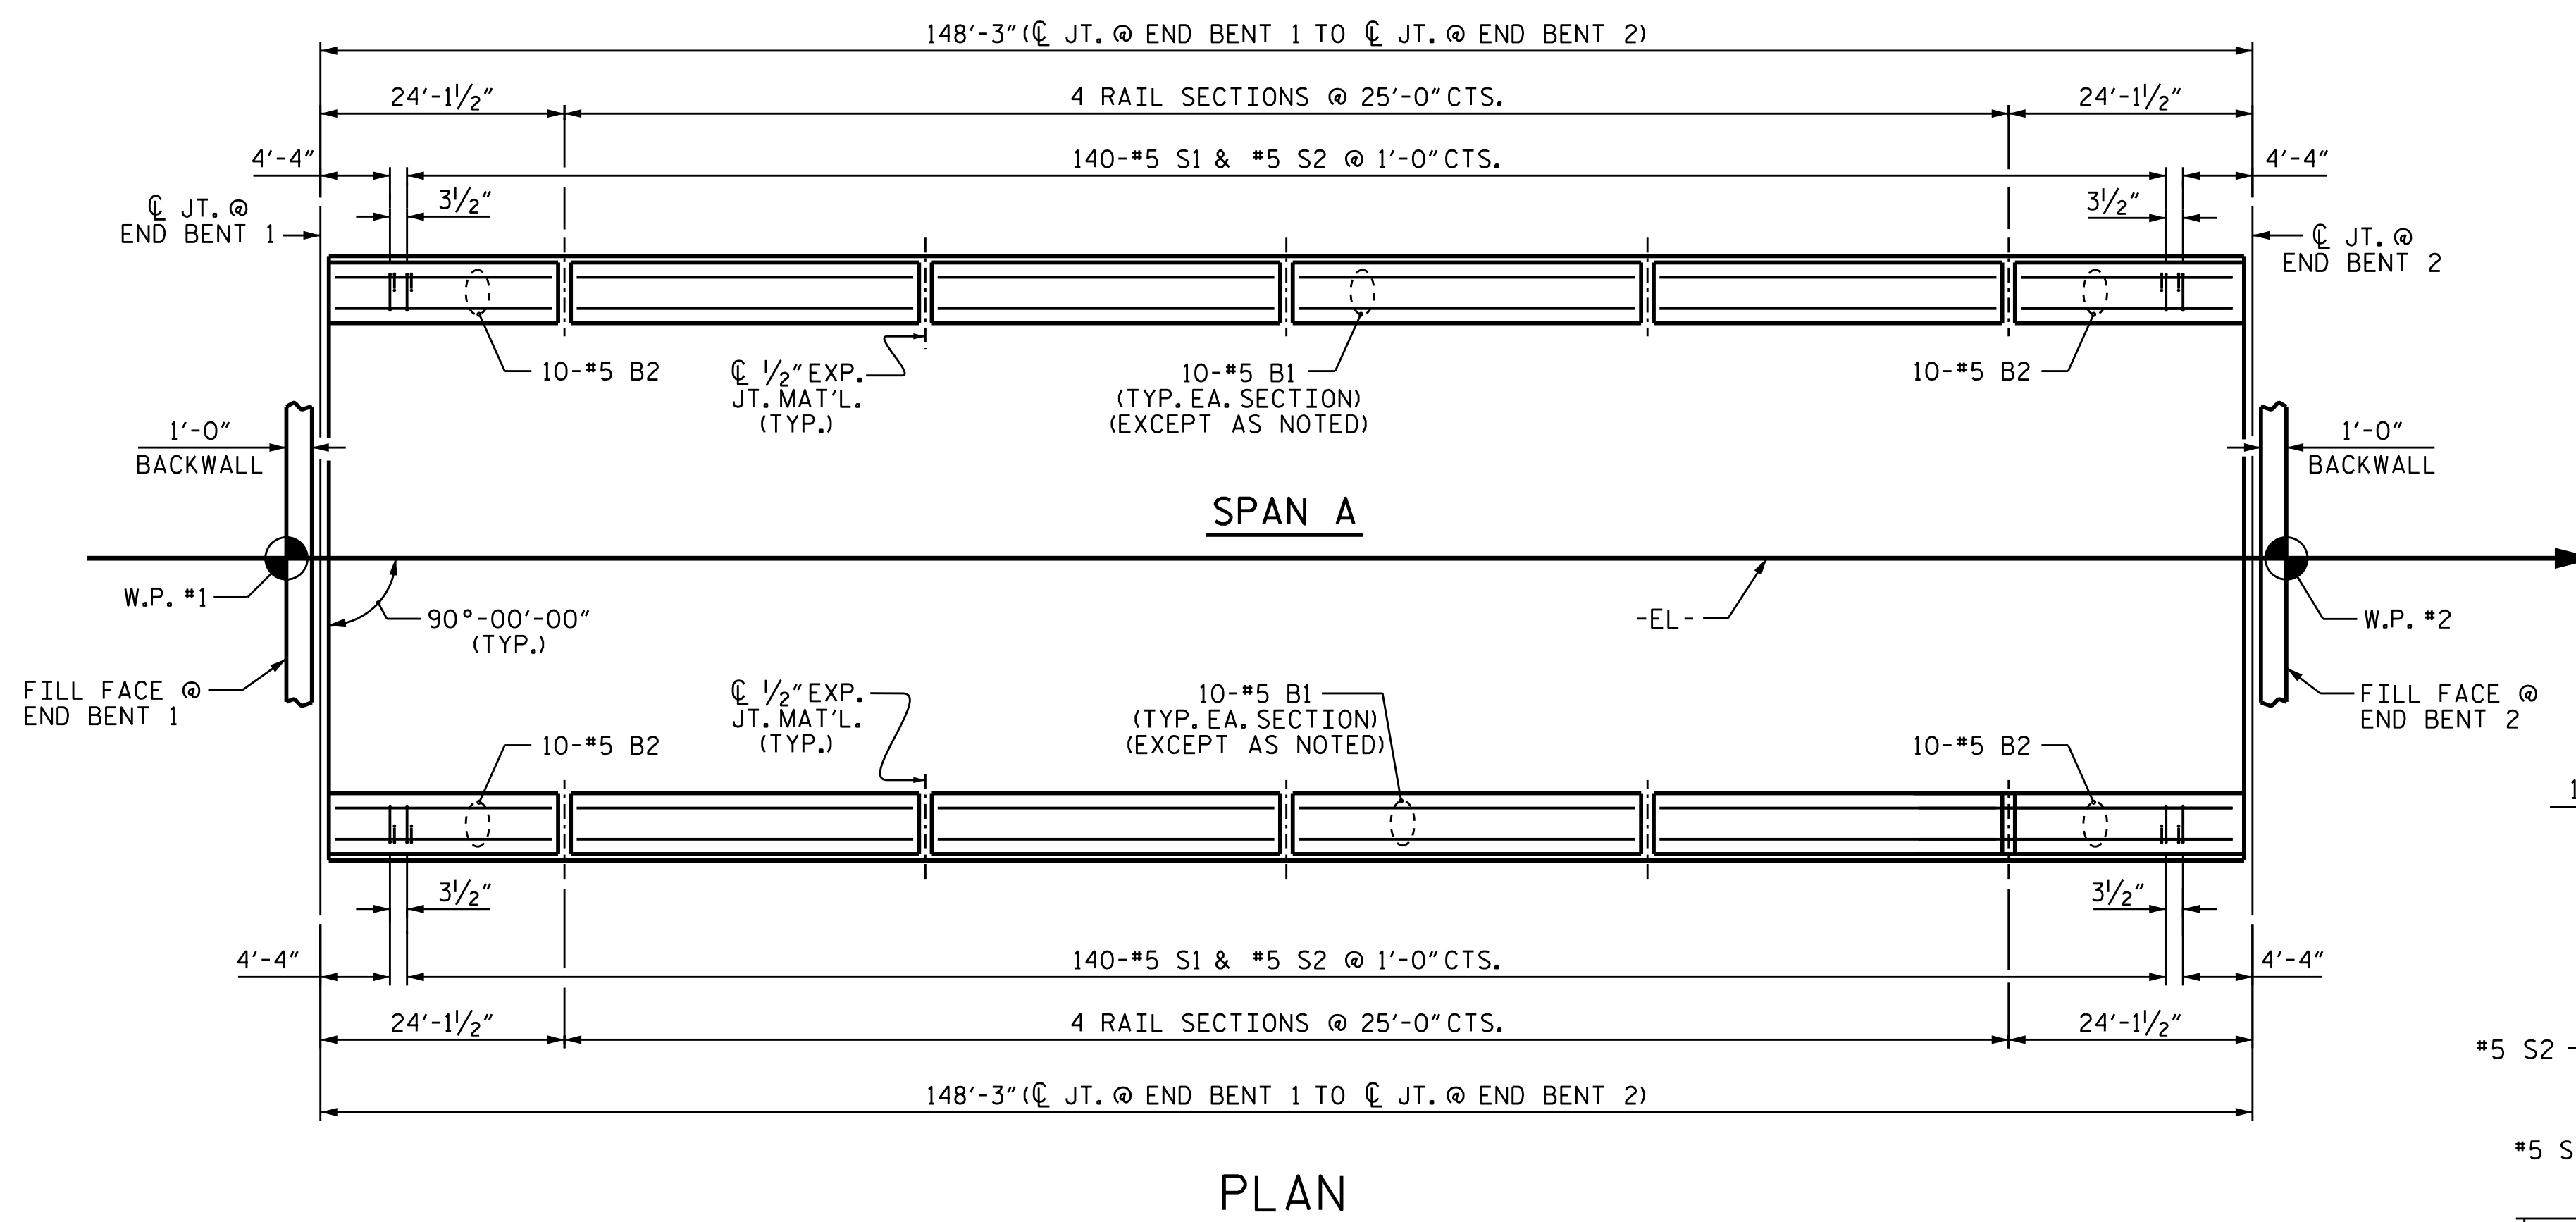 148'-3" (℄ JT. @ END BENT 1 TO ℄ JT. @ END BENT 2)
24'-1½"
4 RAIL SECTIONS @ 25'-0" CTS.
24'-1½"
4'-4"
140-#5 S1 & #5 S2 @ 1'-0" CTS.
4'-4"
3½"
3½"
℄ JT. @
END BENT 1
℄ JT. @
END BENT 2
10-#5 B2
℄ ½" EXP.
JT. MAT'L.
(TYP.)
10-#5 B1
(TYP. EA. SECTION)
(EXCEPT AS NOTED)
10-#5 B2
1'-0"
BACKWALL
1'-0"
BACKWALL
SPAN A
W.P. #1
90°-00'-00"
(TYP.)
-EL-
W.P. #2
FILL FACE @
END BENT 1
FILL FACE @
END BENT 2
℄ ½" EXP.
JT. MAT'L.
(TYP.)
10-#5 B1
(TYP. EA. SECTION)
(EXCEPT AS NOTED)
10-#5 B2
10-#5 B2
3½"
3½"
4'-4"
140-#5 S1 & #5 S2 @ 1'-0" CTS.
4'-4"
24'-1½"
4 RAIL SECTIONS @ 25'-0" CTS.
24'-1½"
#5 S2
148'-3" (℄ JT. @ END BENT 1 TO ℄ JT. @ END BENT 2)
#5 S
PLAN